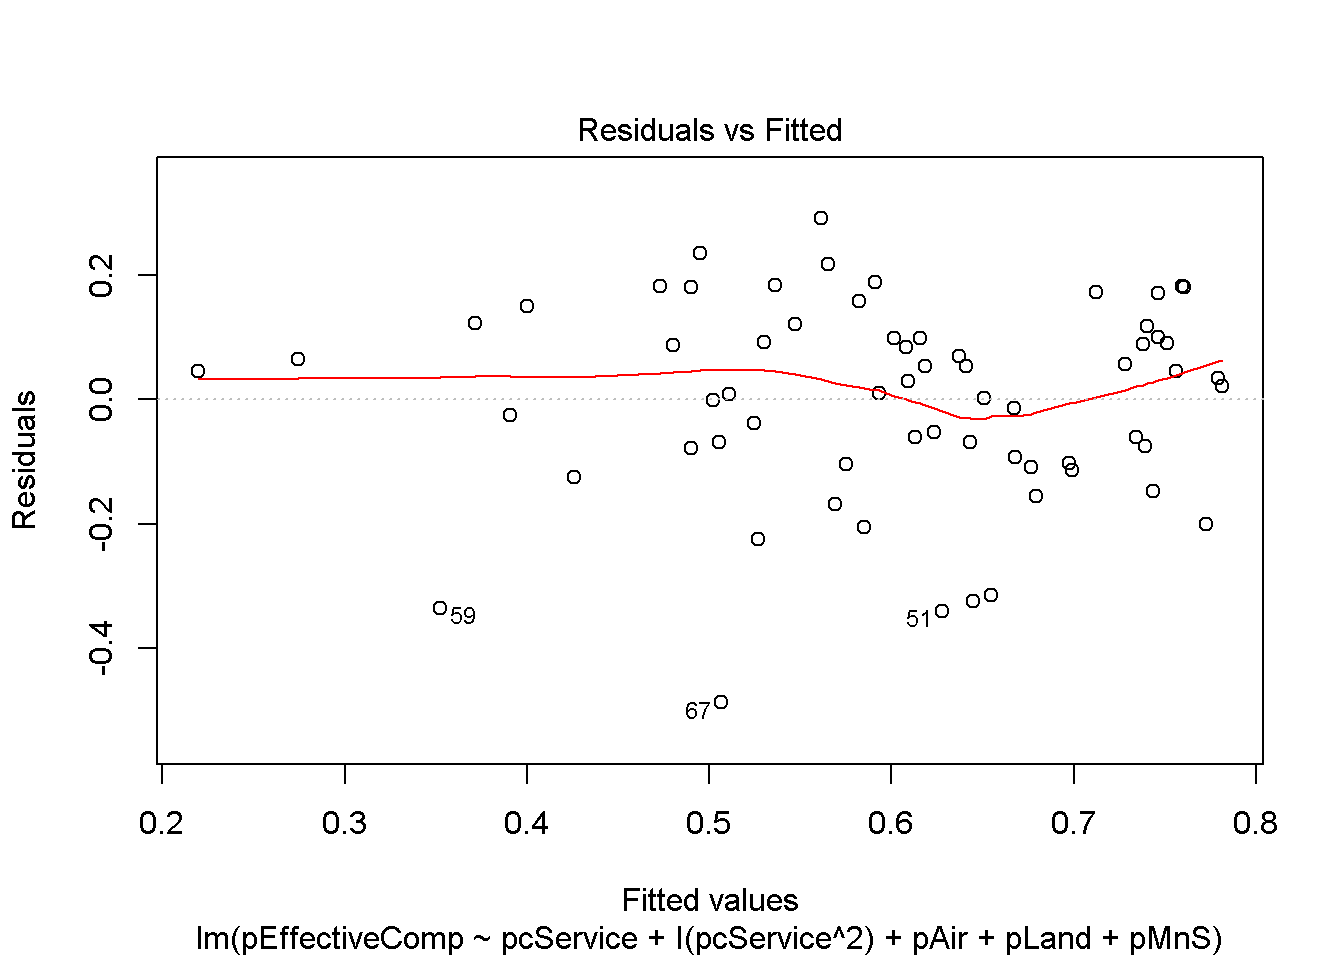 Residuals vs Fitted
Residuals
0.2
0.0
-0.2
-0.4
59
51
67
0.2 0.3 0.4 0.5 0.6 0.7 0.8
Fitted values
lm(pEffectiveComp ~ pcService + I(pcService^2) + pAir + pLand + pMnS)